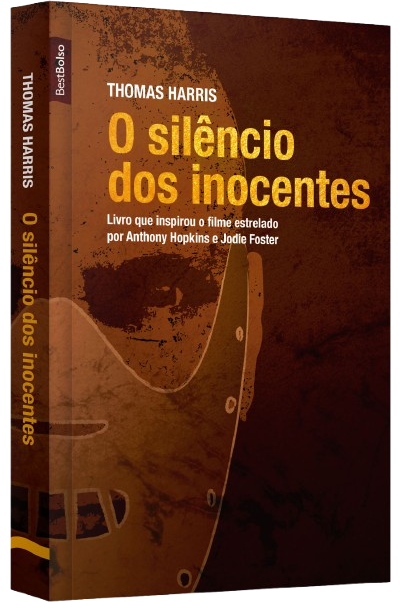 BestBolso
THOMAS HARRIS
O silêncio dos inocentes
THOMAS HARRIS
O silêncio
dos inocentes
Livro que inspirou o filme estrelado
por Anthony Hopkins e Jodie Foster